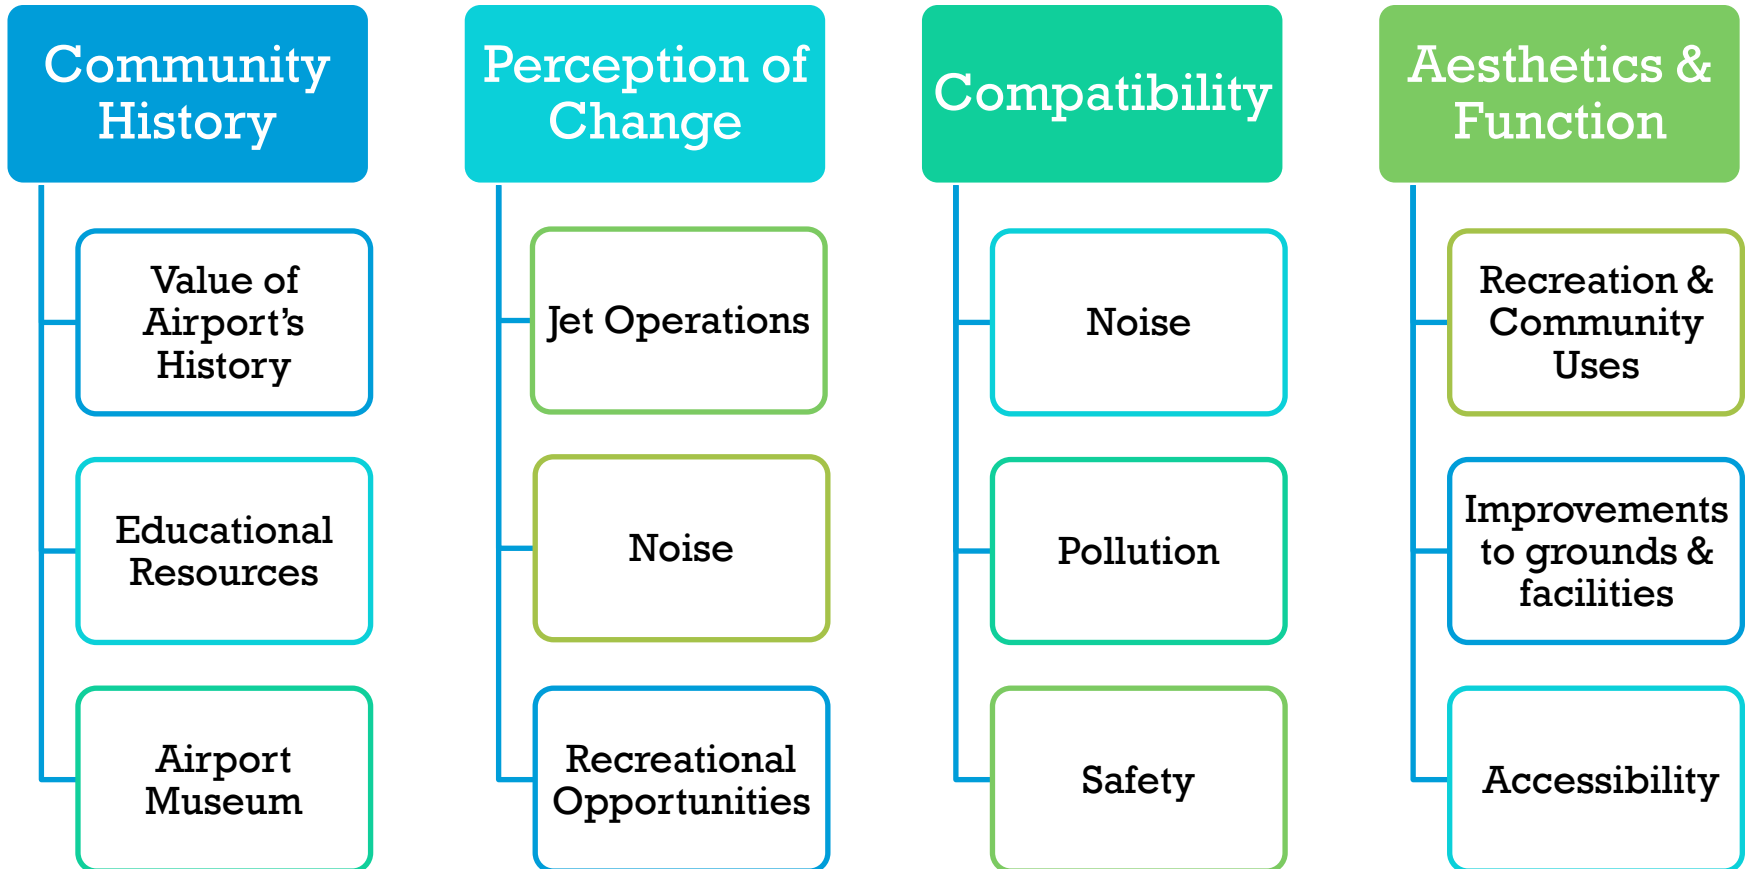 Community
History
Value of
Airport’s
History
Educational
Resources
Airport
Museum
Perception of
Change
Jet Operations
Noise
Recreational
Opportunities
Compatibility
Noise
Pollution
Safety
Aesthetics &
Function
Recreation &
Community
Uses
Improvements
to grounds &
facilities
Accessibility